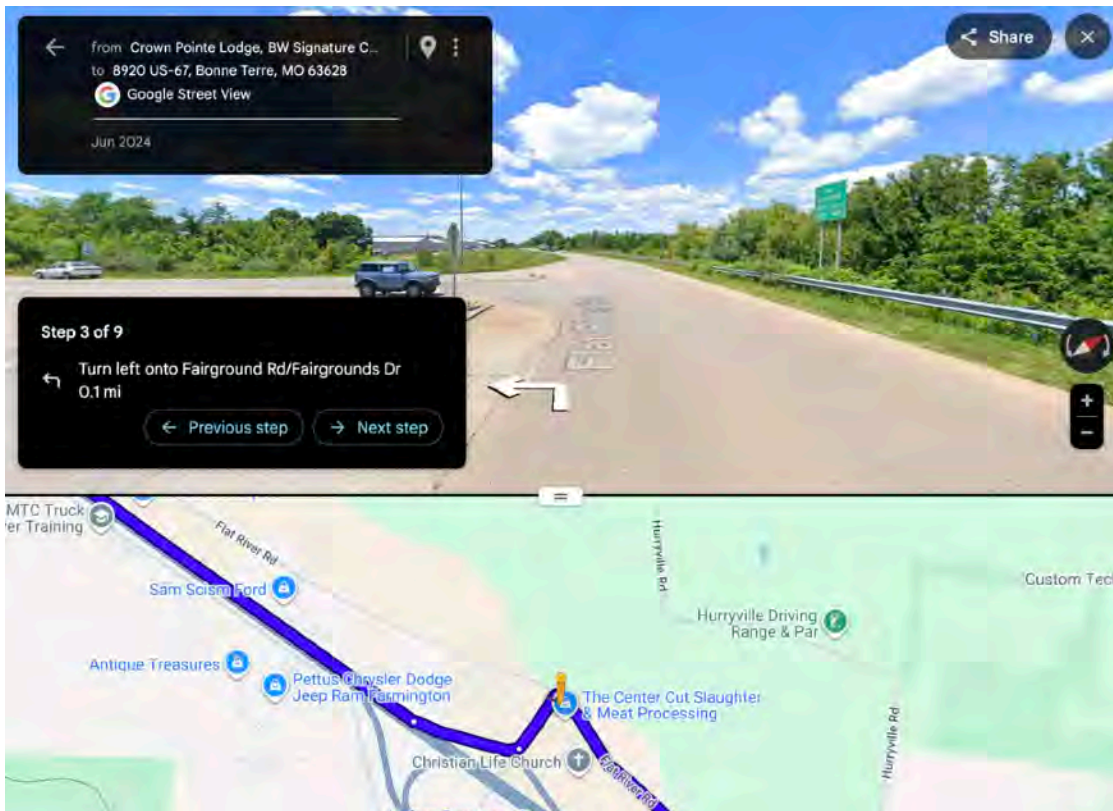 from Crown Pointe Lodge, BW Signature C...
to 8920 US-67, Bonne Terre, MO 63628
Google Street View
Jun 2024
Share
Step 3 of 9
Turn left onto Fairground Rd/Fairgrounds Dr
0.1 mi
Previous step
Next step
+
−
MTC Truck
er Training
Flat River Rd
Sam Scism Ford
Antique Treasures
Pettus Chrysler Dodge
Jeep Ram Farmington
Christian Life Church
The Center Cut Slaughter
& Meat Processing
Flat River Rd
Hurryville Rd
Hurryville Driving
Range & Par
Hurryville Rd
Custom Tec